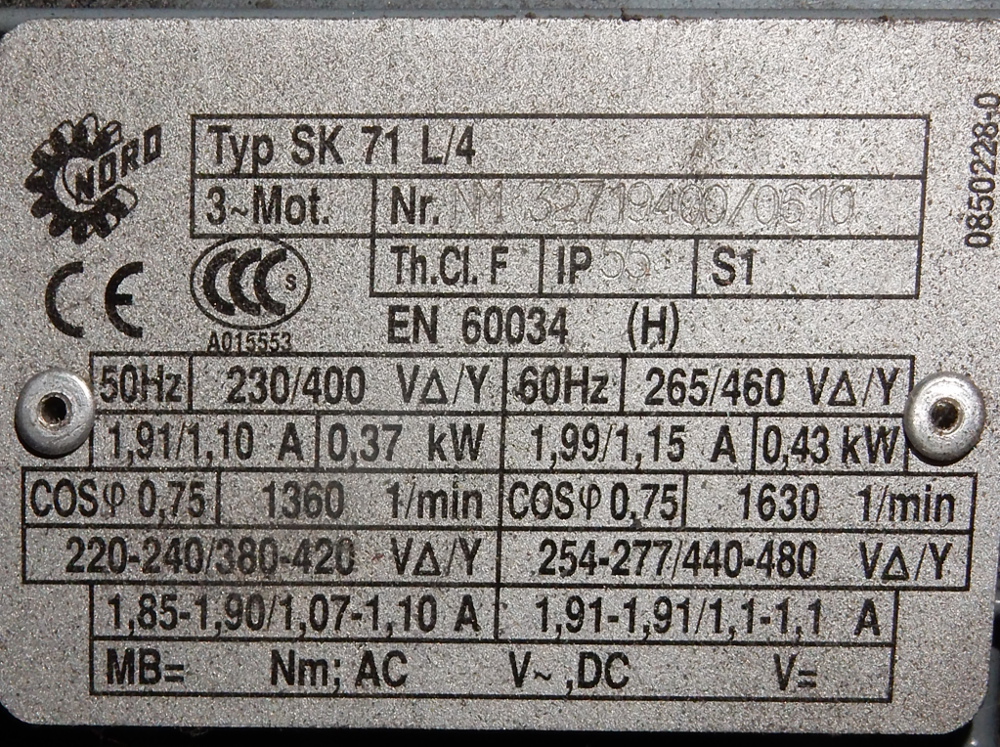 NORD
Typ SK 71 L/4
3~Mot. Nr. NM 32719400/0610
Th.Cl. F IP 55 S1
CE CCC S
A015553
EN 60034 (H)
50Hz 230/400 VΔ/Y 60Hz 265/460 VΔ/Y
1,91/1,10 A 0,37 kW 1,99/1,15 A 0,43 kW
COSφ 0,75 1360 1/min COSφ 0,75 1630 1/min
220-240/380-420 VΔ/Y 254-277/440-480 VΔ/Y
1,85-1,90/1,07-1,10 A 1,91-1,91/1,1-1,1 A
MB= Nm; AC V~ ,DC V=
0850228-0